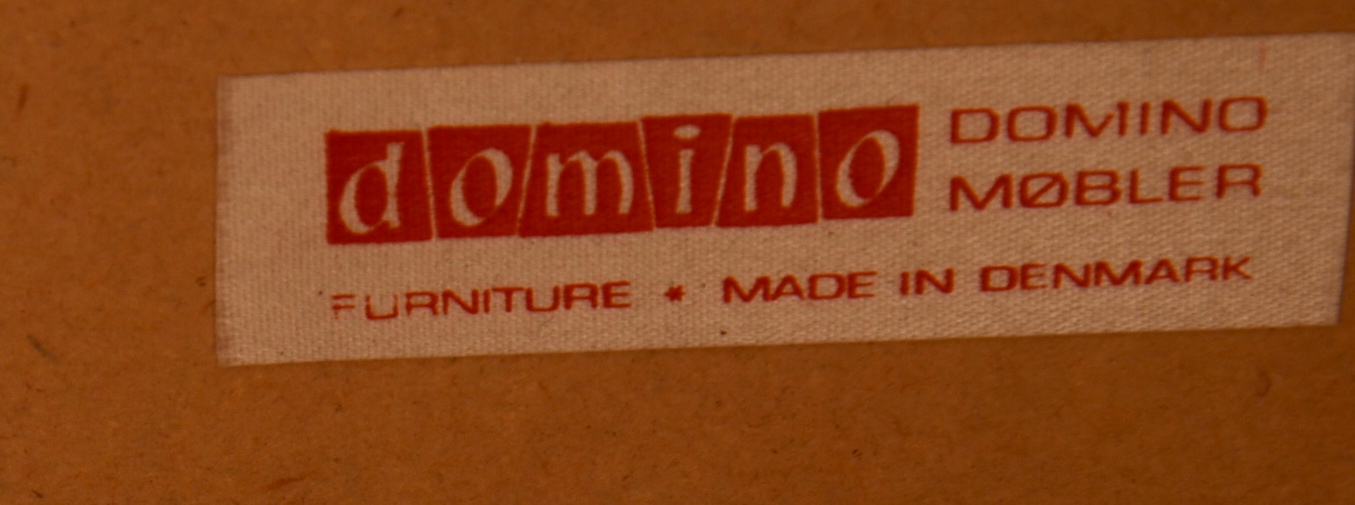 domino
DOMINO
MØBLER
FURNITURE * MADE IN DENMARK